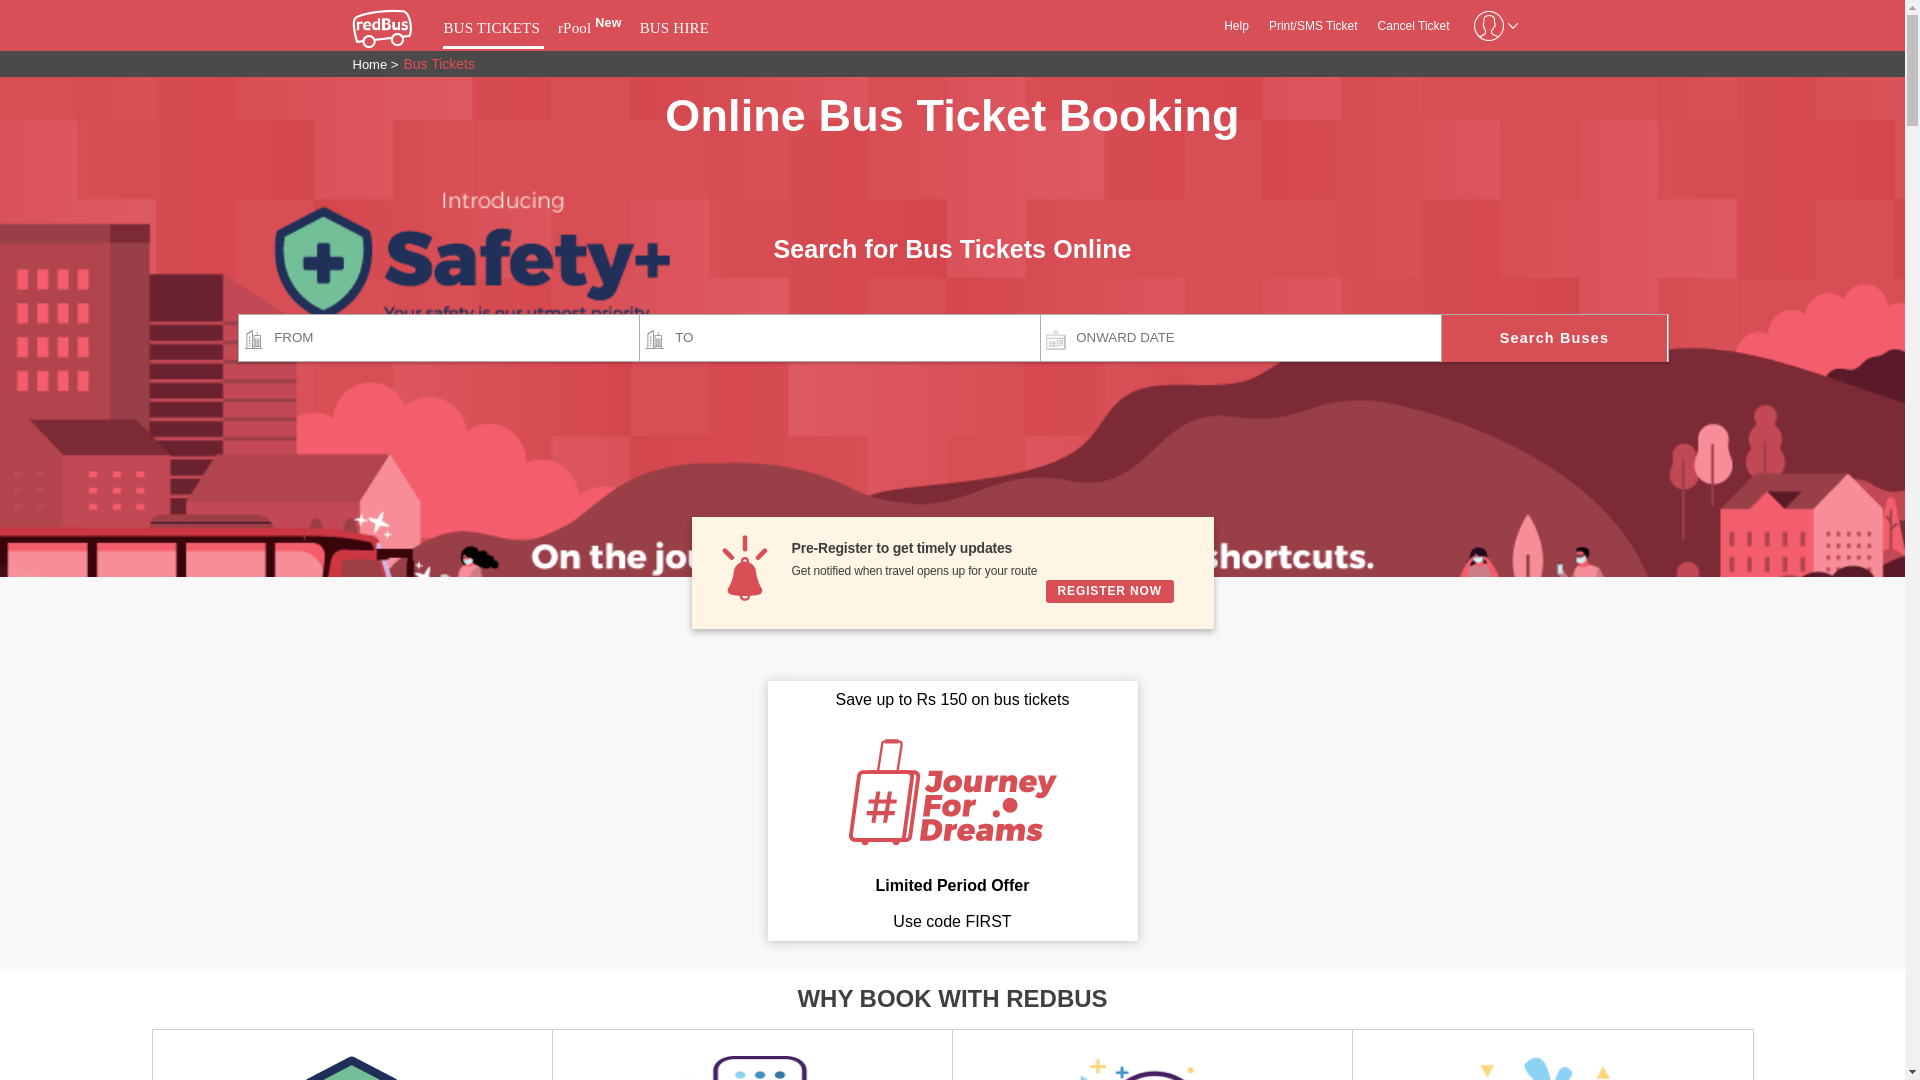 redBus
BUS TICKETS
rPool New
BUS HIRE
Help
Print/SMS Ticket
Cancel Ticket
Home > Bus Tickets
Online Bus Ticket Booking
Introducing
Safety+
Your safety is our utmost priority
Search for Bus Tickets Online
FROM
TO
ONWARD DATE
Search Buses
On the jou
shortcuts.
Pre-Register to get timely updates
Get notified when travel opens up for your route
REGISTER NOW
Save up to Rs 150 on bus tickets
# Journey
For
Dreams
Limited Period Offer
Use code FIRST
WHY BOOK WITH REDBUS